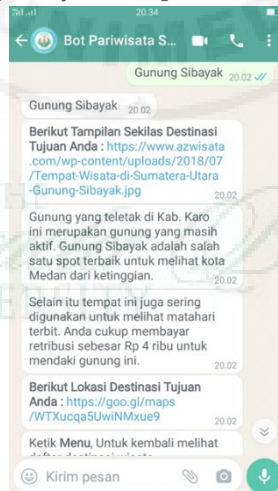 20.34
Bot Pariwisata S...
Gunung Sibayak 20.02
Gunung Sibayak 20.02
Berikut Tampilan Sekilas Destinasi
Tujuan Anda : https://www.azwisata
.com/wp-content/uploads/2018/07
/Tempat-Wisata-di-Sumatera-Utara
-Gunung-Sibayak.jpg
20.02
Gunung yang teletak di Kab. Karo
ini merupakan gunung yang masih
aktif. Gunung Sibayak adalah salah
satu spot terbaik untuk melihat kota
Medan dari ketinggian.
20.02
Selain itu tempat ini juga sering
digunakan untuk melihat matahari
terbit. Anda cukup membayar
retribusi sebesar Rp 4 ribu untuk
mendaki gunung ini.
20.02
Berikut Lokasi Destinasi Tujuan
Anda : https://goo.gl/maps
/WTXucqa5UwiNMxue9
20.02
Ketik Menu, Untuk kembali melihat
daftar destinasi wisata
Kirim pesan